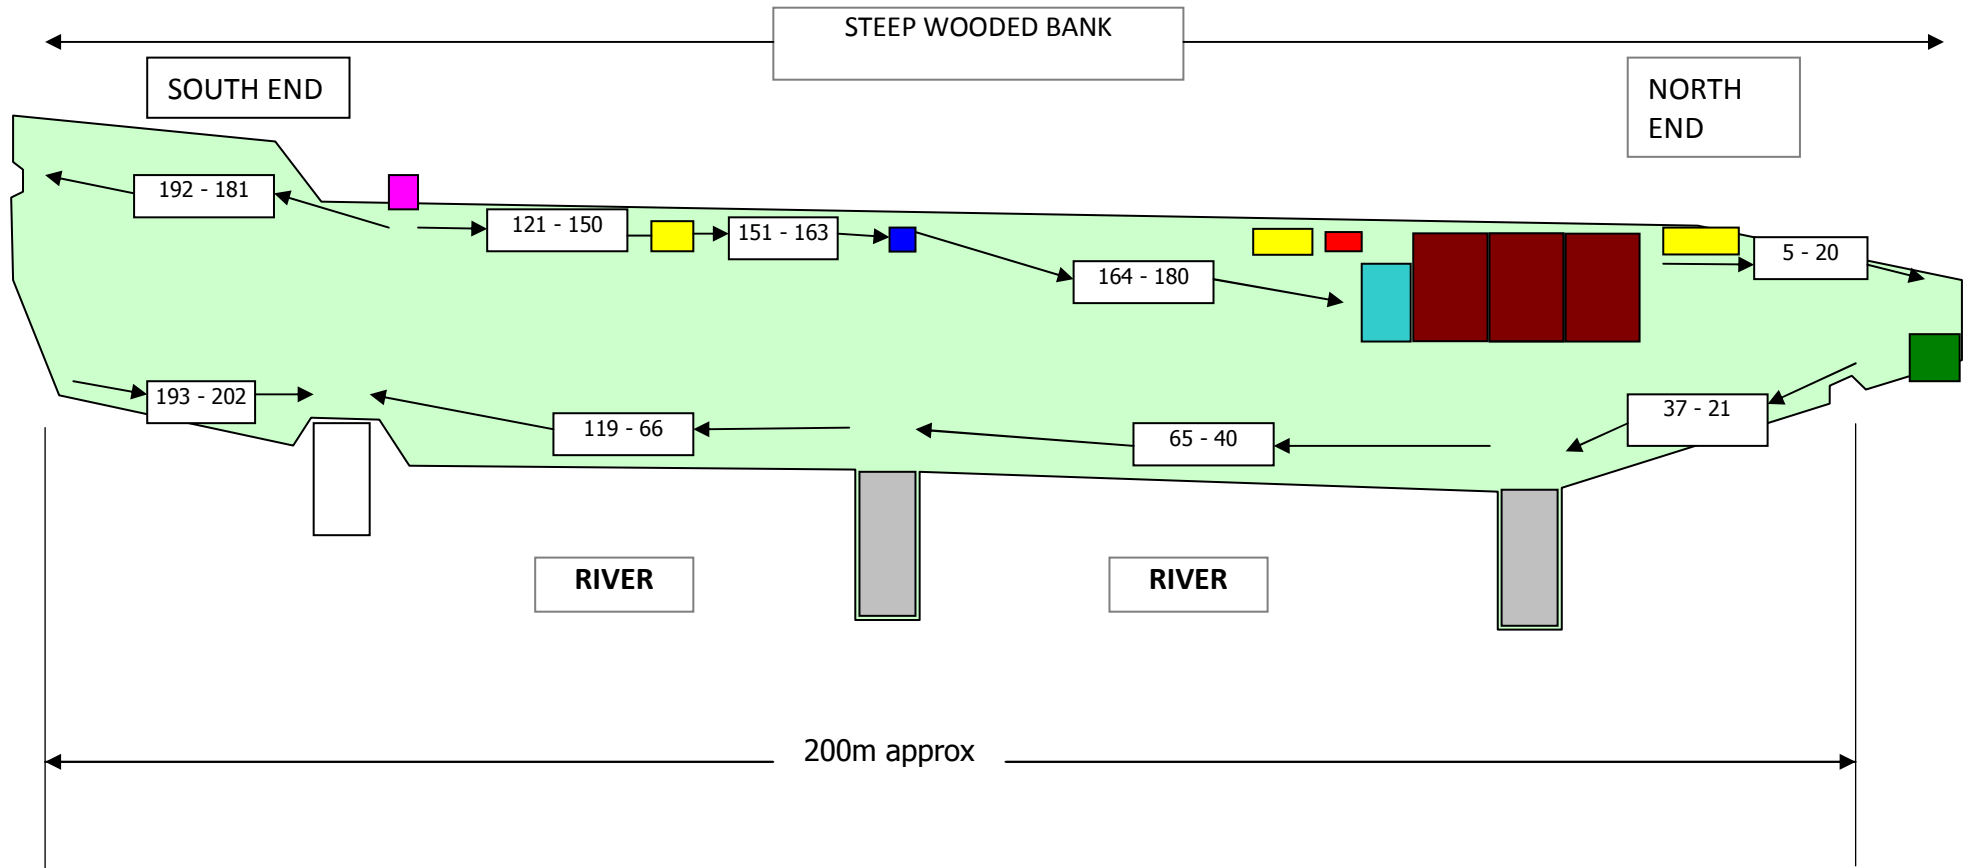 STEEP WOODED BANK
SOUTH END
NORTH
END
192 - 181
121 - 150
151 - 163
164 - 180
5 - 20
193 - 202
119 - 66
65 - 40
37 - 21
RIVER
RIVER
200m approx